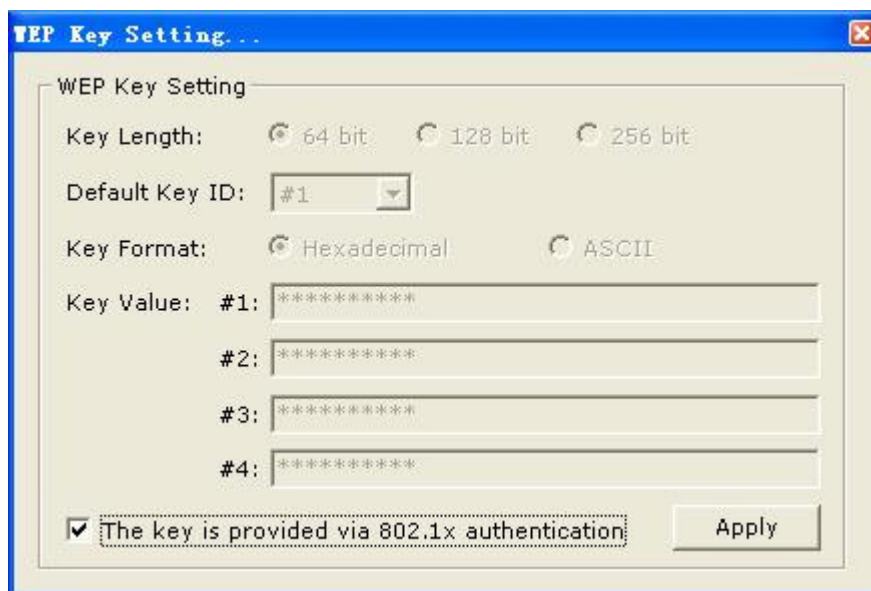 WEP Key Setting...
WEP Key Setting
Key Length: 64 bit 128 bit 256 bit
Default Key ID: #1
Key Format: Hexadecimal ASCII
Key Value: #1: **********
#2: **********
#3: **********
#4: **********
The key is provided via 802.1x authentication Apply